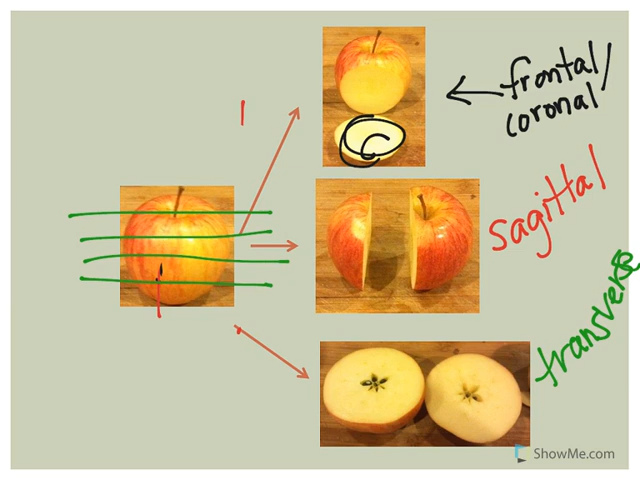 frontal/
coronal
sagittal
transverse
ShowMe.com